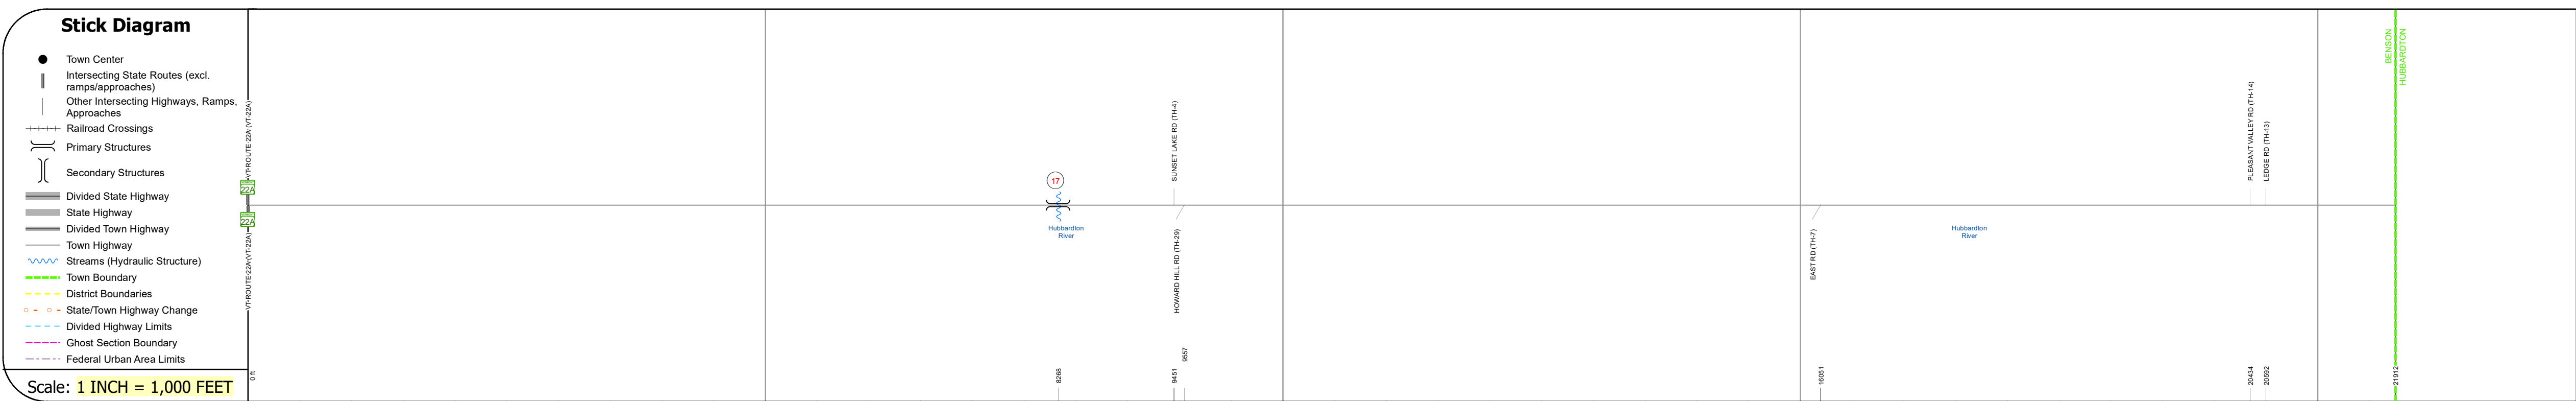 Stick Diagram
Town Center
Intersecting State Routes (excl.
ramps/approaches)
Other Intersecting Highways, Ramps,
Approaches
Railroad Crossings
Primary Structures
Secondary Structures
Divided State Highway
State Highway
Divided Town Highway
Town Highway
Streams (Hydraulic Structure)
Town Boundary
District Boundaries
State/Town Highway Change
Divided Highway Limits
Ghost Section Boundary
Federal Urban Area Limits
Scale: 1 INCH = 1,000 FEET
VT-ROUTE-22A-(VT-22A)
22A
22A
VT-ROUTE-22A-(VT-22A)
0 ft
17
Hubbardton
River
8268
SUNSET LAKE RD (TH-4)
HOWARD HILL RD (TH-29)
9451
9557
EAST RD (TH-7)
16051
Hubbardton
River
PLEASANT VALLEY RD (TH-14)
LEDGE RD (TH-13)
20434
20592
BENSON
HUBBARDTON
21912